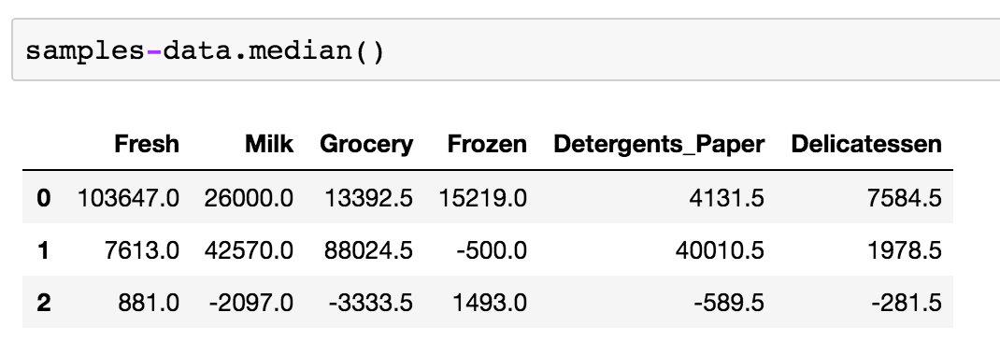 samples-data.median()
Fresh Milk Grocery Frozen Detergents_Paper Delicatessen
0 103647.0 26000.0 13392.5 15219.0 4131.5 7584.5
1 7613.0 42570.0 88024.5 -500.0 40010.5 1978.5
2 881.0 -2097.0 -3333.5 1493.0 -589.5 -281.5